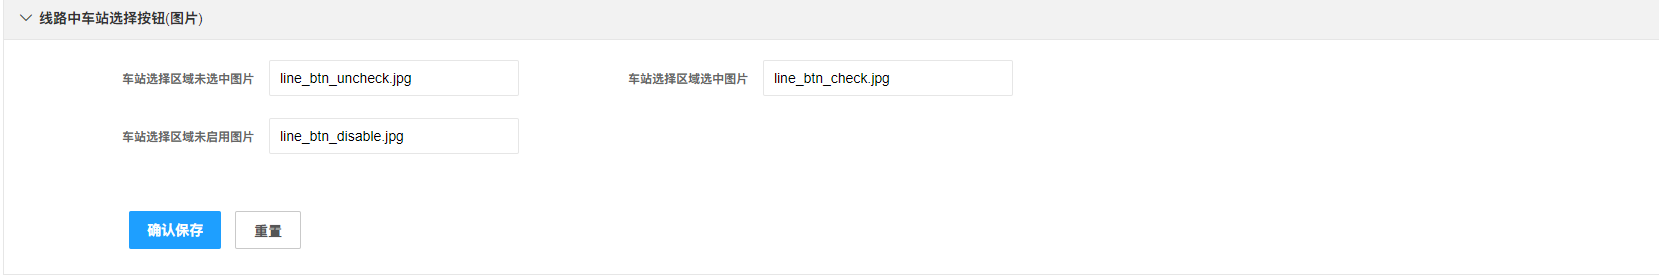 线路中车站选择按钮(图片)
车站选择区域未选中图片 line_btn_uncheck.jpg 车站选择区域选中图片 line_btn_check.jpg
车站选择区域未启用图片 line_btn_disable.jpg
确认保存 重置